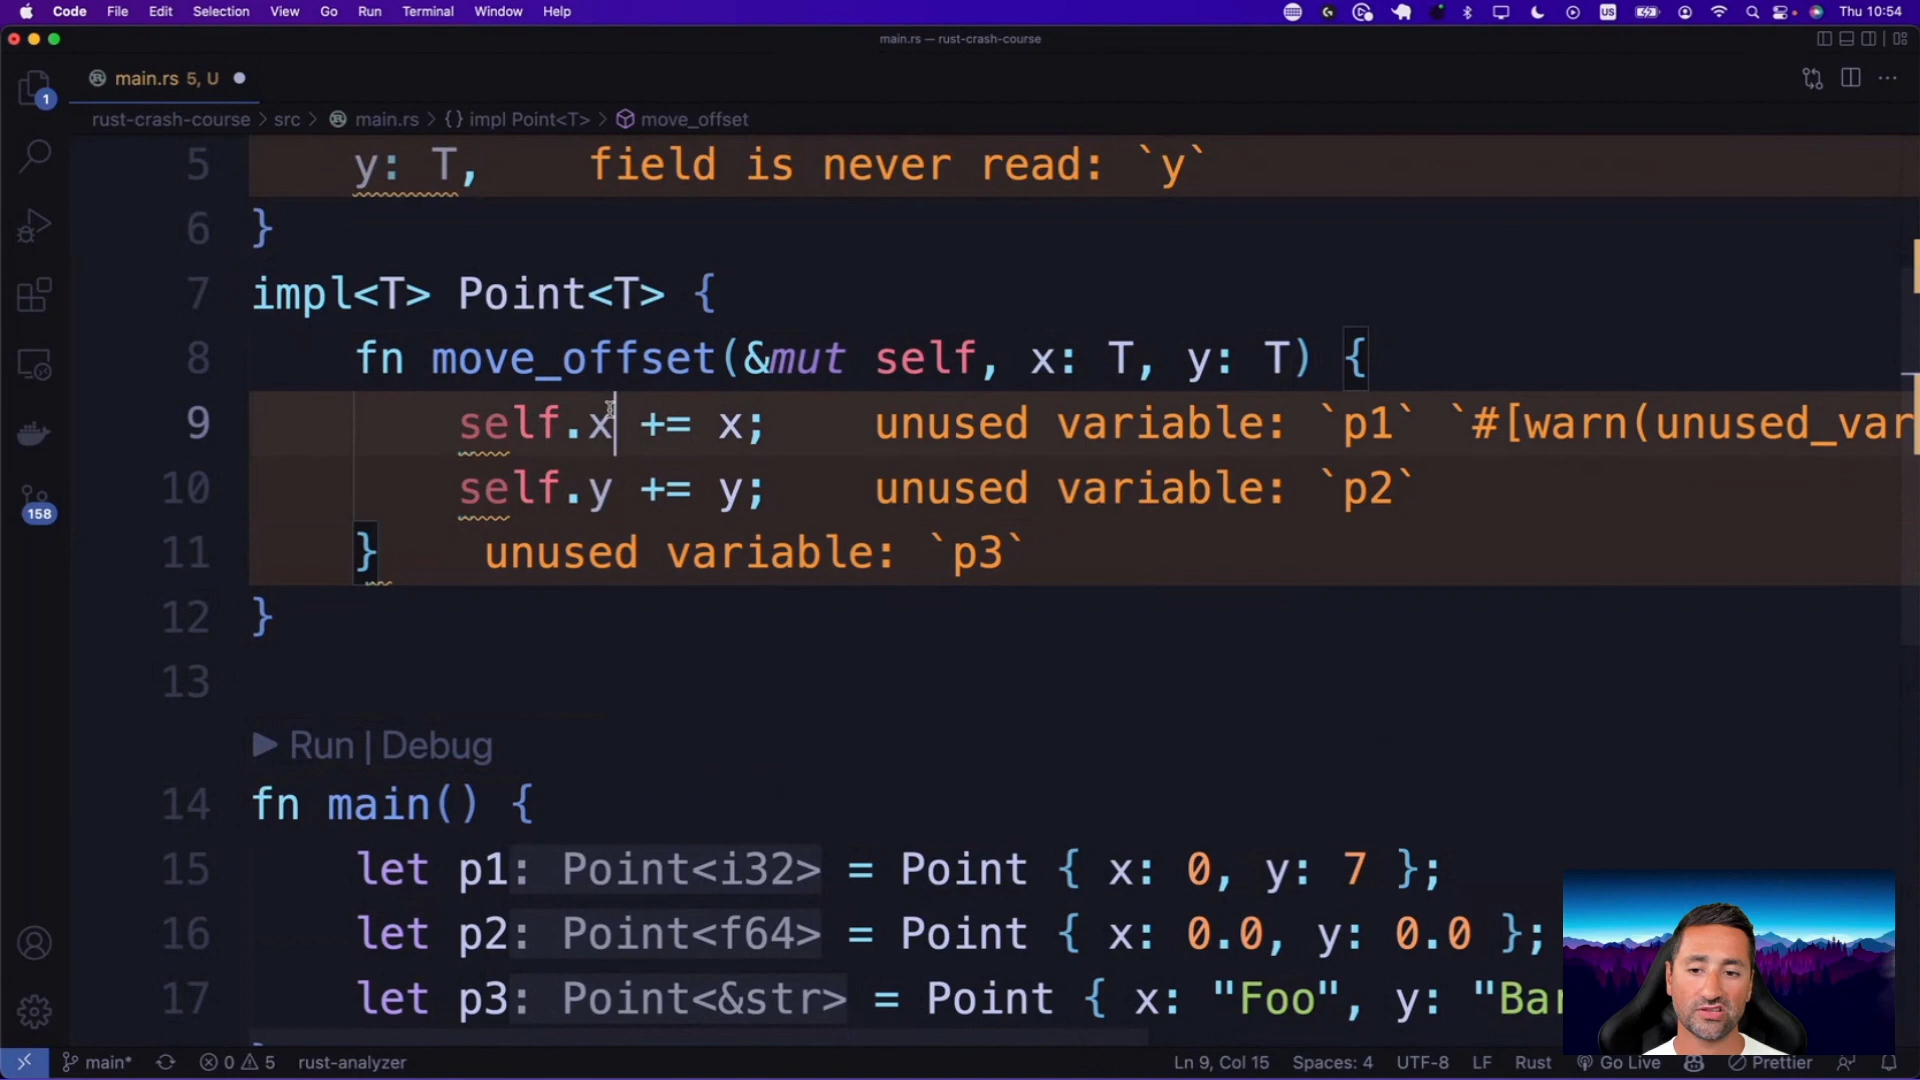 Code File Edit Selection View Go Run Terminal Window Help US Thu 10:54
main.rs — rust-crash-course
main.rs 5, U
rust-crash-course > src > main.rs > {} impl Point<T> > move_offset
1
158
5 y: T, field is never read: `y`
6 }
7 impl<T> Point<T> {
8 fn move_offset(&mut self, x: T, y: T) {
9 self.x += x; unused variable: `p1` `#[warn(unused_var
10 self.y += y; unused variable: `p2`
11 } unused variable: `p3`
12 }
13
▶ Run | Debug
14 fn main() {
15 let p1: Point<i32> = Point { x: 0, y: 7 };
16 let p2: Point<f64> = Point { x: 0.0, y: 0.0 };
17 let p3: Point<&str> = Point { x: "Foo", y: "Bar
main* 0 5 rust-analyzer Ln 9, Col 15 Spaces: 4 UTF-8 LF Rust Go Live Prettier